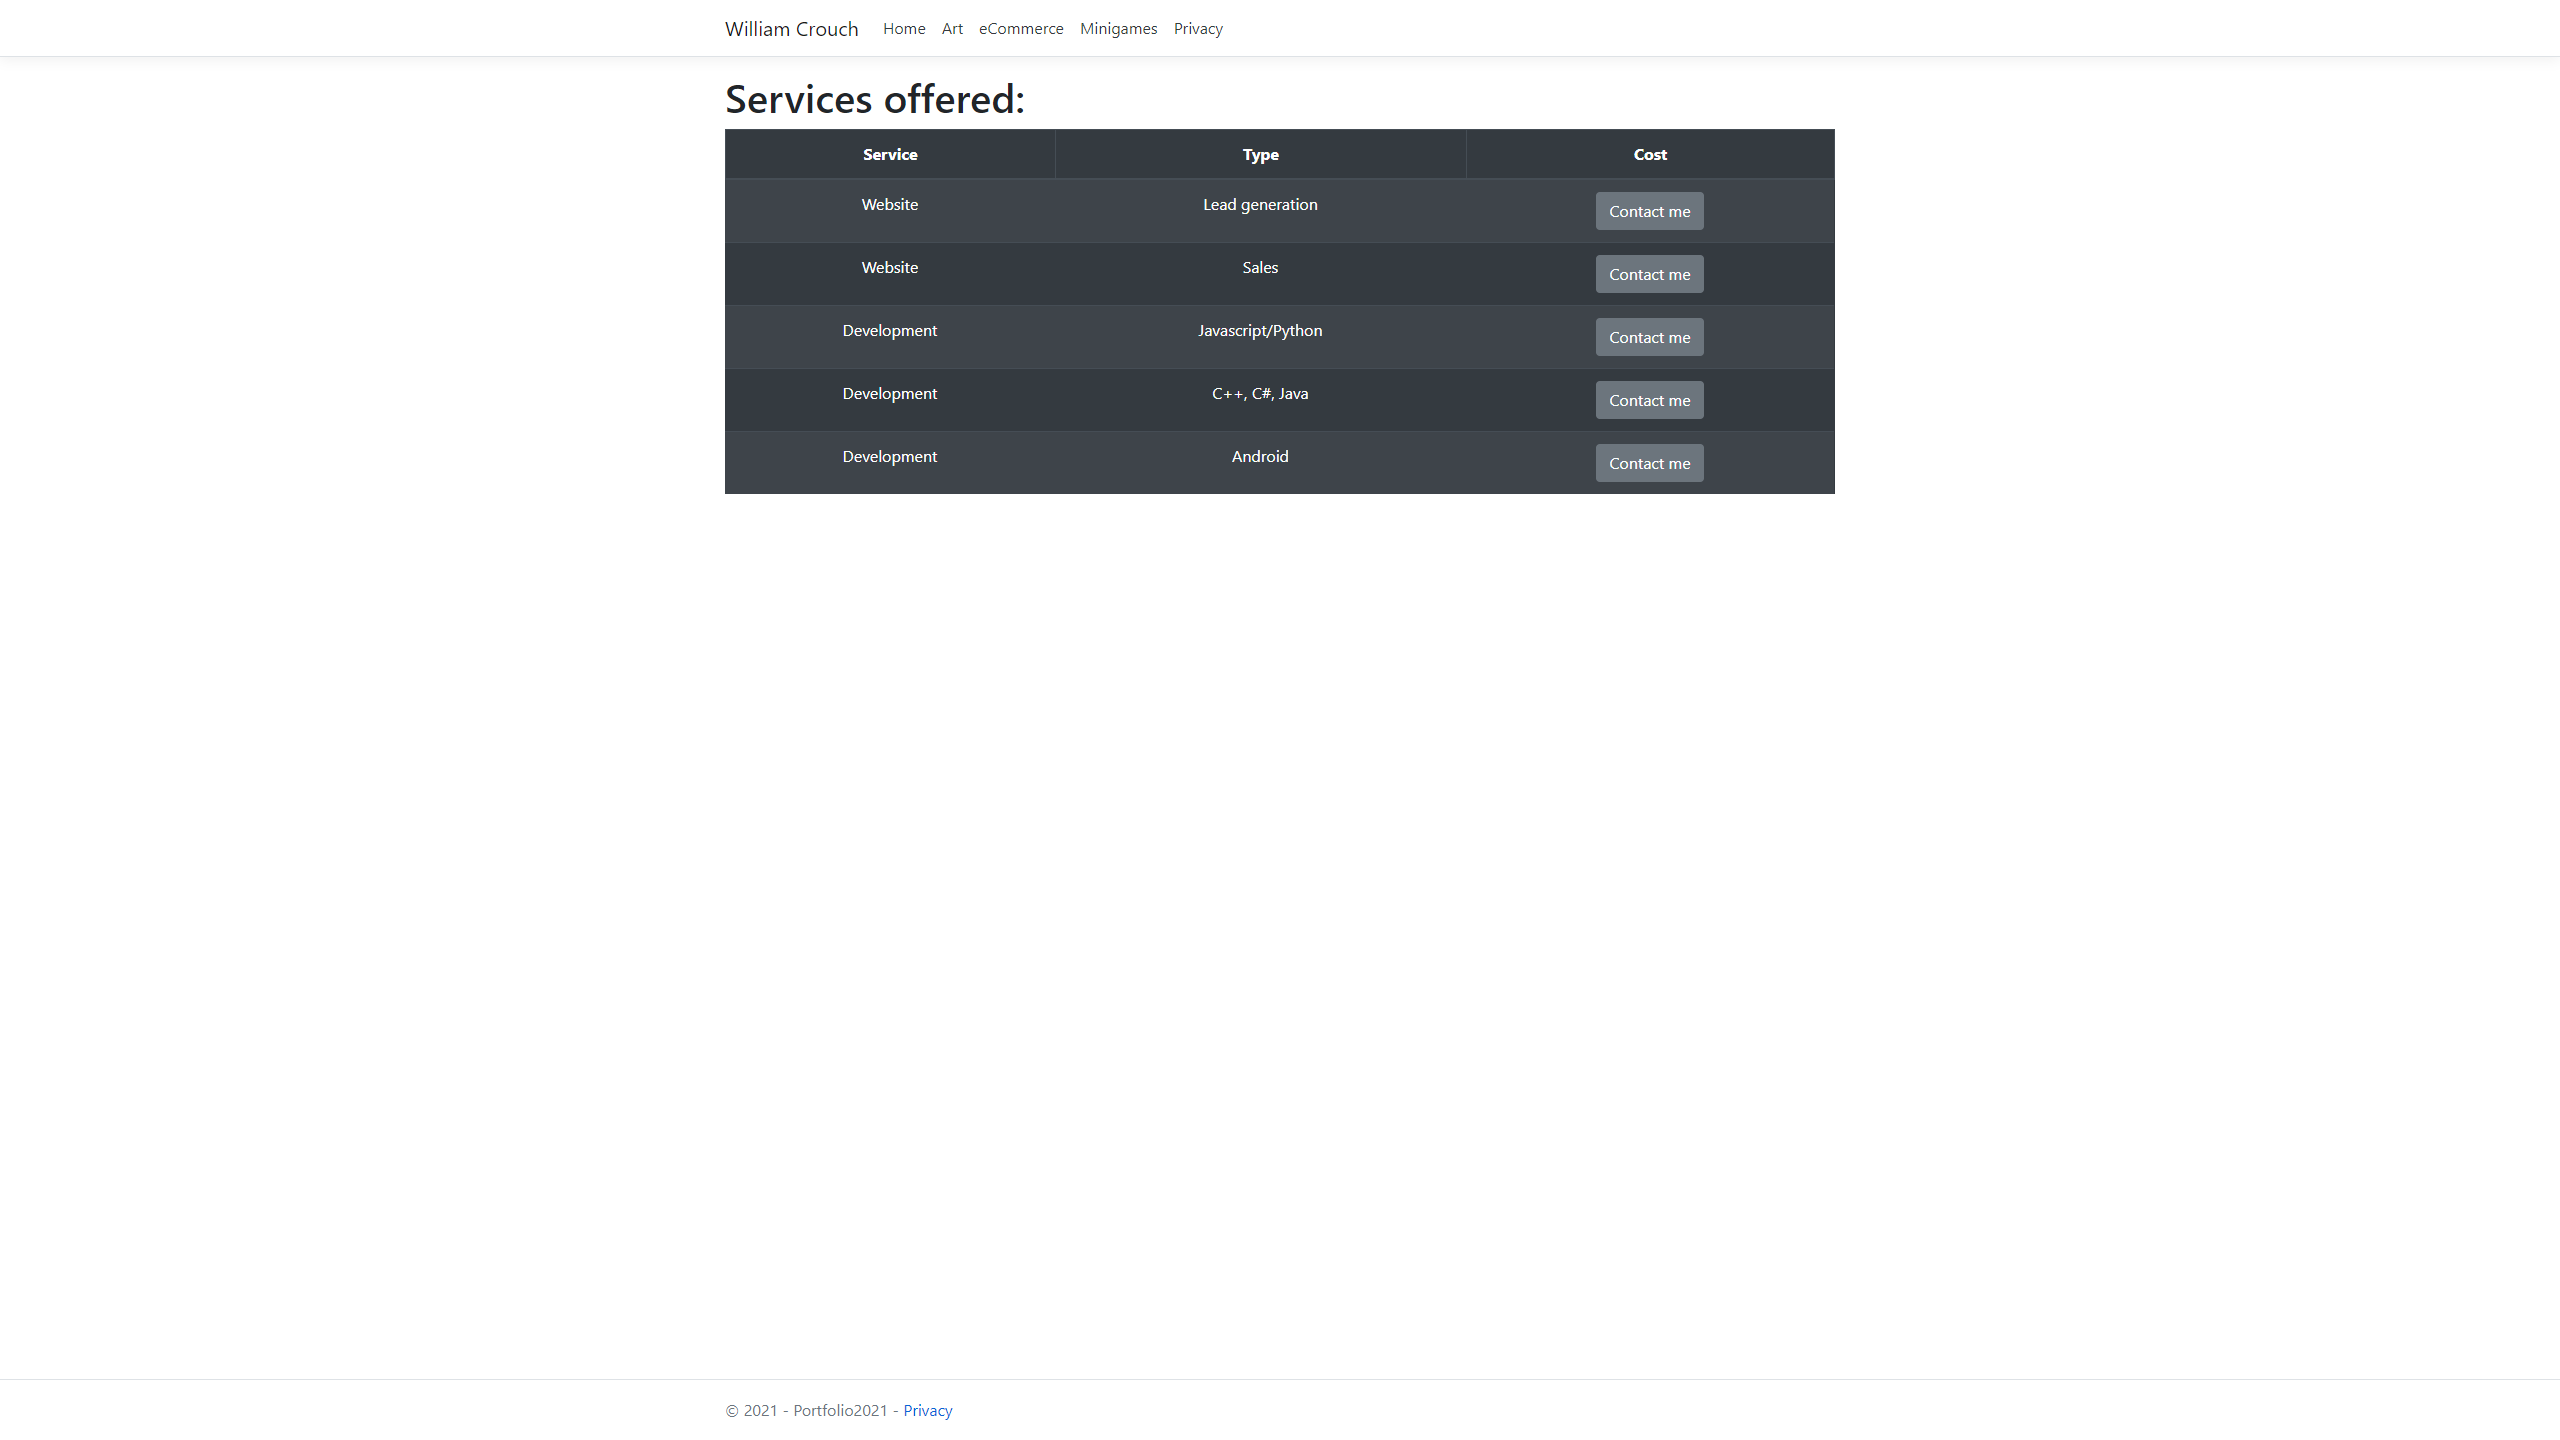 William Crouch Home Art eCommerce Minigames Privacy
Services offered:
Service Type Cost
Website Lead generation Contact me
Website Sales Contact me
Development Javascript/Python Contact me
Development C++, C#, Java Contact me
Development Android Contact me
© 2021 - Portfolio2021 - Privacy